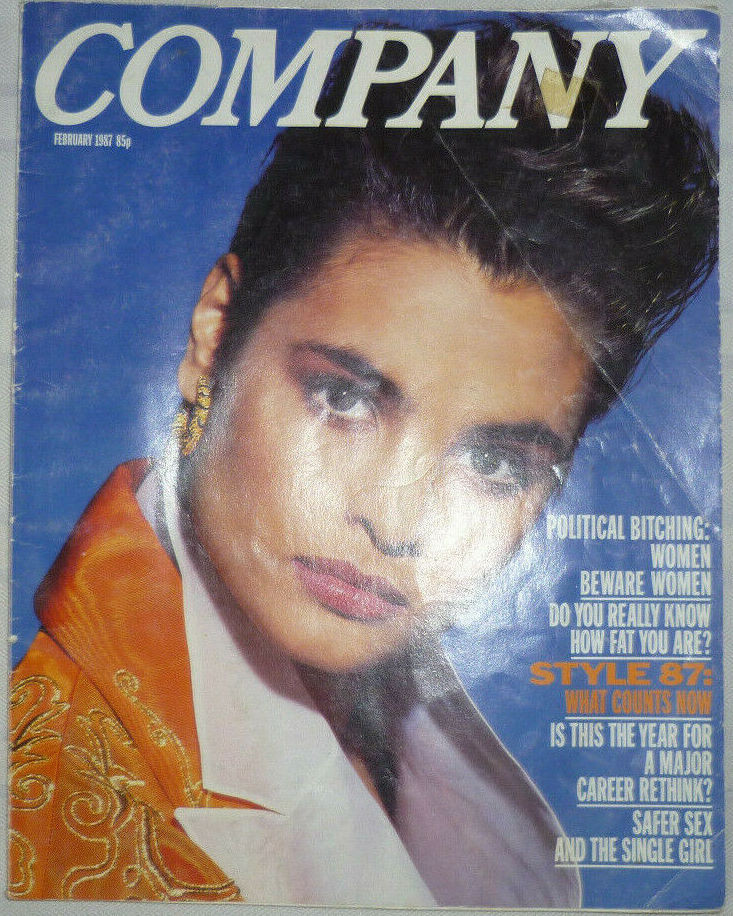 COMPANY
FEBRUARY 1987 85p
POLITICAL BITCHING:
WOMEN
BEWARE WOMEN
DO YOU REALLY KNOW
HOW FAT YOU ARE?
STYLE 87:
WHAT COUNTS NOW
IS THIS THE YEAR FOR
A MAJOR
CAREER RETHINK?
SAFER SEX
AND THE SINGLE GIRL